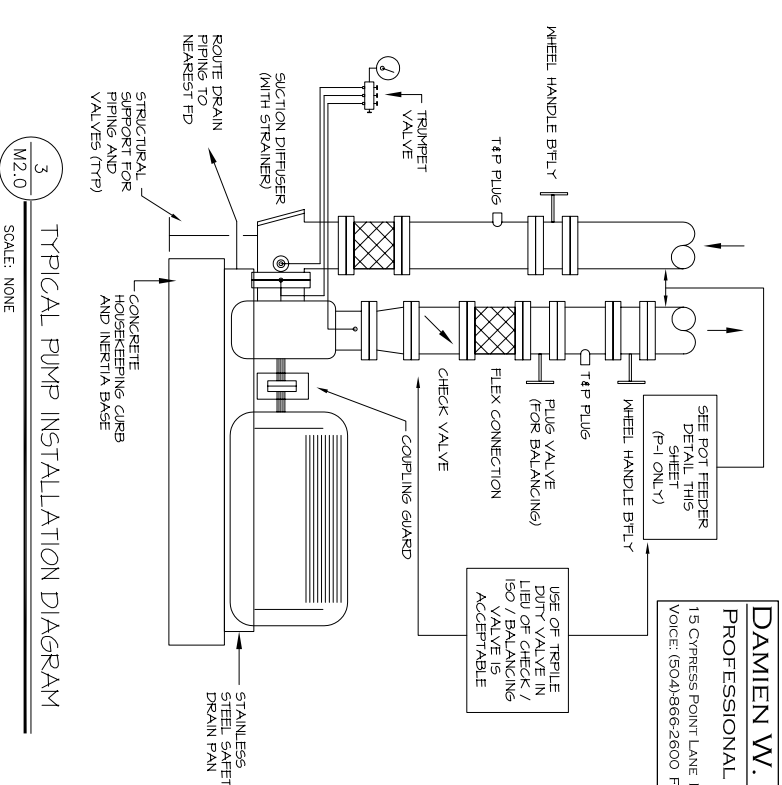 WHEEL HANDLE B'FLY
T&P PLUG
TRUMPET
VALVE
SUCTION DIFFUSER
(WITH STRAINER)
ROUTE DRAIN
PIPING TO
NEAREST FD
STRUCTURAL
SUPPORT FOR
PIPING AND
VALVES (TYP)
SEE POT FEEDER
DETAIL THIS
SHEET
(P-1 ONLY)
WHEEL HANDLE B'FLY
T&P PLUG
PLUG VALVE
(FOR BALANCING)
FLEX CONNECTION
CHECK VALVE
COUPLING GUARD
USE OF TRPILE
DUTY VALVE IN
LIEU OF CHECK /
ISO / BALANCING
VALVE IS
ACCEPTABLE
CONCRETE
HOUSEKEEPING CURB
AND INERTIA BASE
STAINLESS
STEEL SAFET
DRAIN PAN
3
M2.0
TYPICAL PUMP INSTALLATION DIAGRAM
SCALE: NONE
DAMIEN W.
PROFESSIONAL
15 CYPRESS POINT LANE
VOICE: (504)-866-2600 F